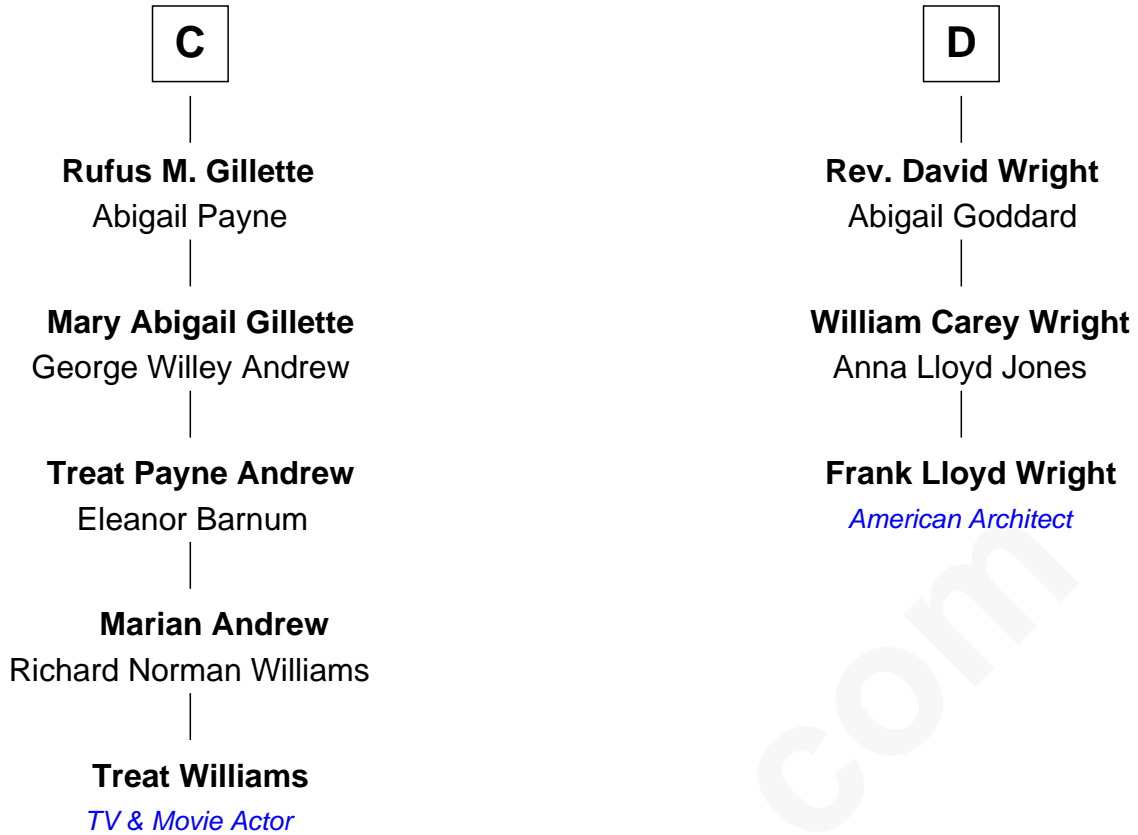 C
Rufus M. Gillette
Abigail Payne
Mary Abigail Gillette
George Willey Andrew
Treat Payne Andrew
Eleanor Barnum
Marian Andrew
Richard Norman Williams
Treat Williams
TV & Movie Actor
D
Rev. David Wright
Abigail Goddard
William Carey Wright
Anna Lloyd Jones
Frank Lloyd Wright
American Architect
com